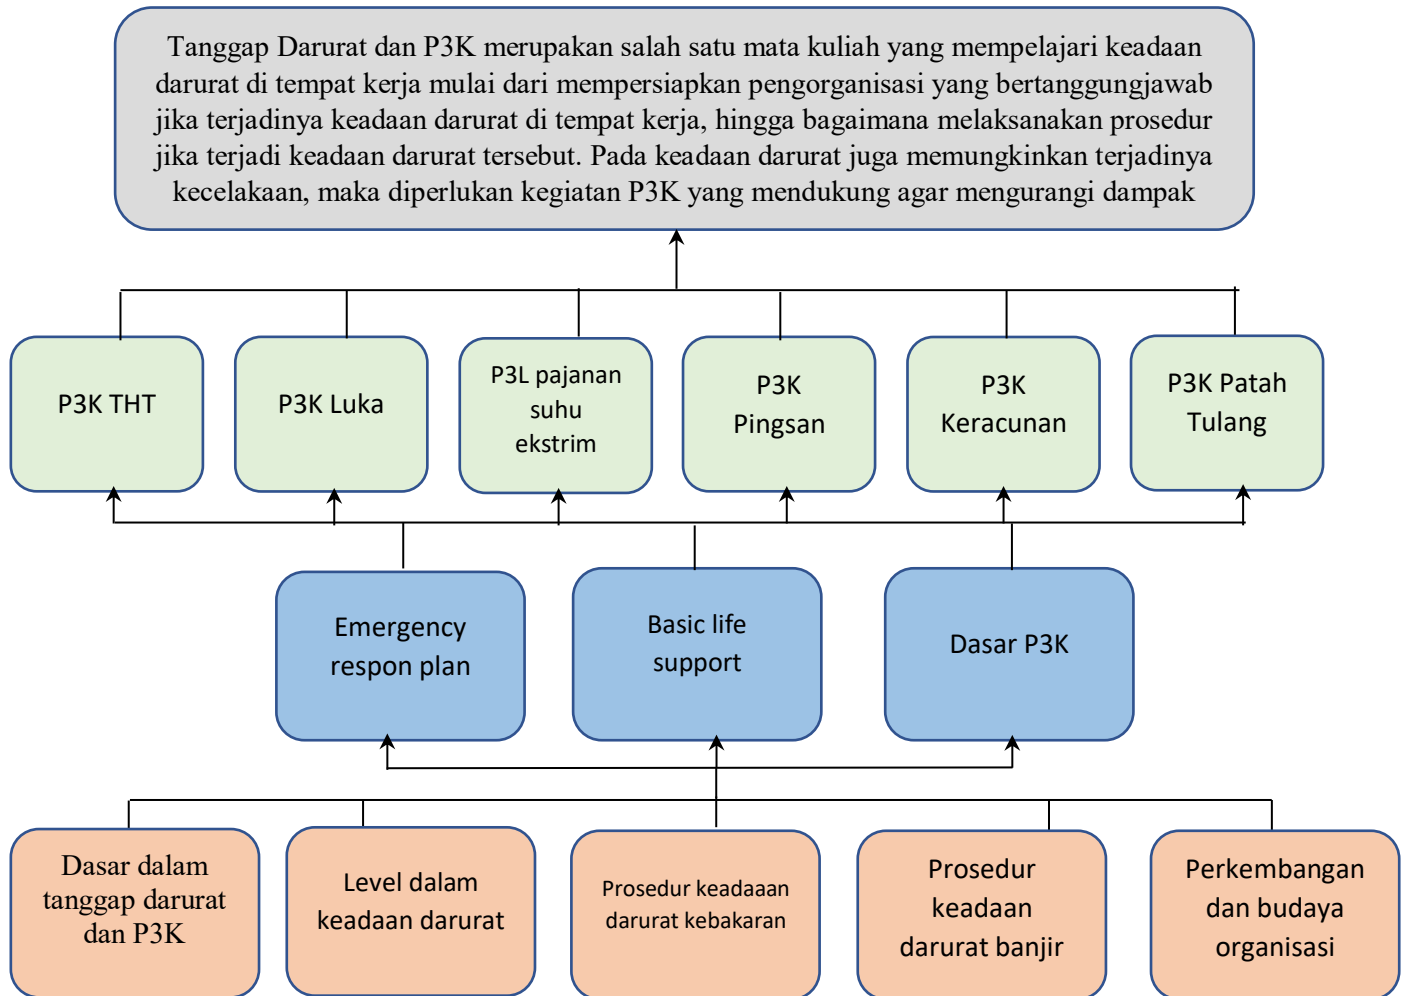 Tanggap Darurat dan P3K merupakan salah satu mata kuliah yang mempelajari keadaan
darurat di tempat kerja mulai dari mempersiapkan pengorganisasi yang bertanggungjawab
jika terjadinya keadaan darurat di tempat kerja, hingga bagaimana melaksanakan prosedur
jika terjadi keadaan darurat tersebut. Pada keadaan darurat juga memungkinkan terjadinya
kecelakaan, maka diperlukan kegiatan P3K yang mendukung agar mengurangi dampak
P3K THT
P3K Luka
P3L pajanan
suhu
ekstrim
P3K
Pingsan
P3K
Keracunan
P3K Patah
Tulang
Emergency
respon plan
Basic life
support
Dasar P3K
Dasar dalam
tanggap darurat
dan P3K
Level dalam
keadaan darurat
Prosedur keadaaan
darurat kebakaran
Prosedur
keadaan
darurat banjir
Perkembangan
dan budaya
organisasi